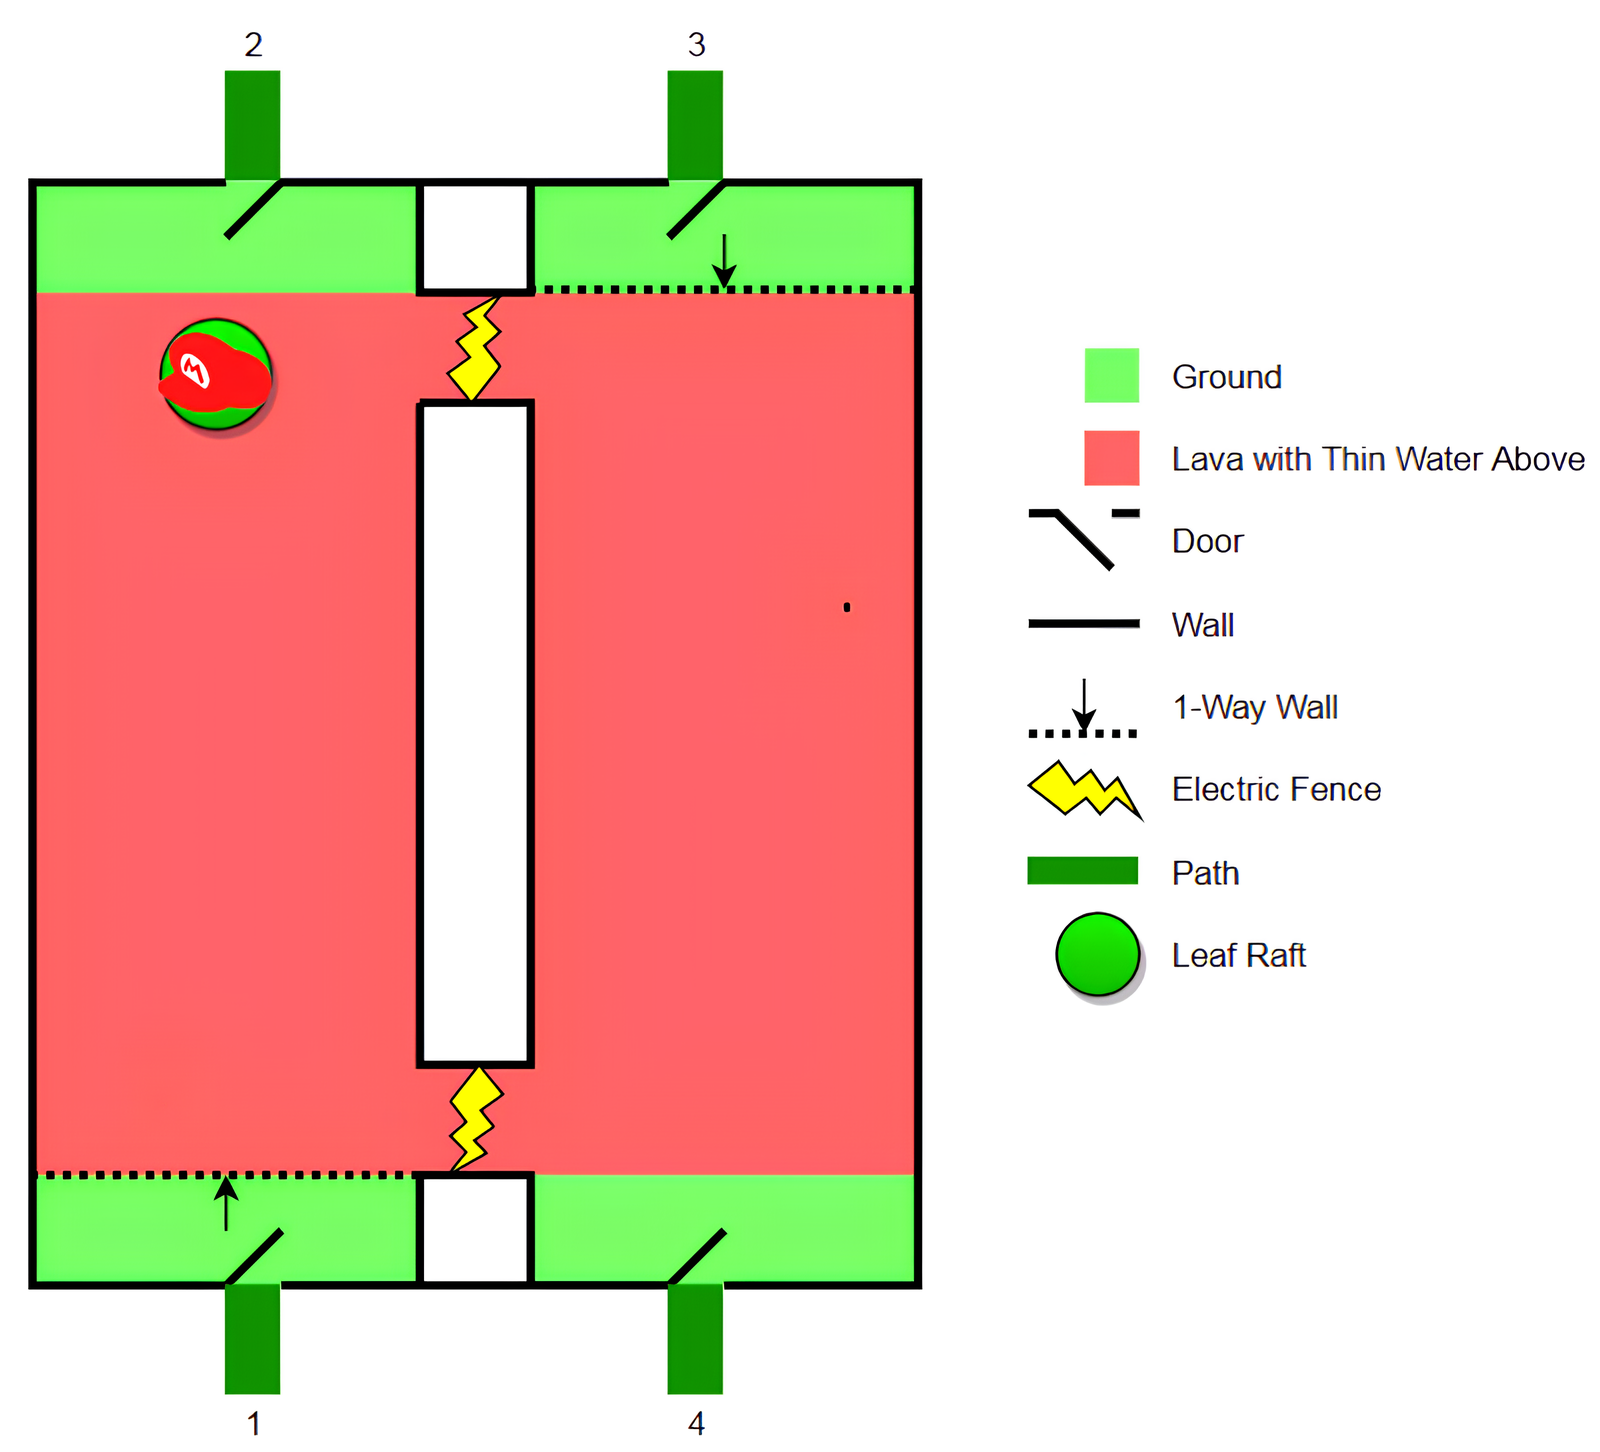 2
3
M
Ground
Lava with Thin Water Above
Door
Wall
1-Way Wall
Electric Fence
Path
Leaf Raft
1
4